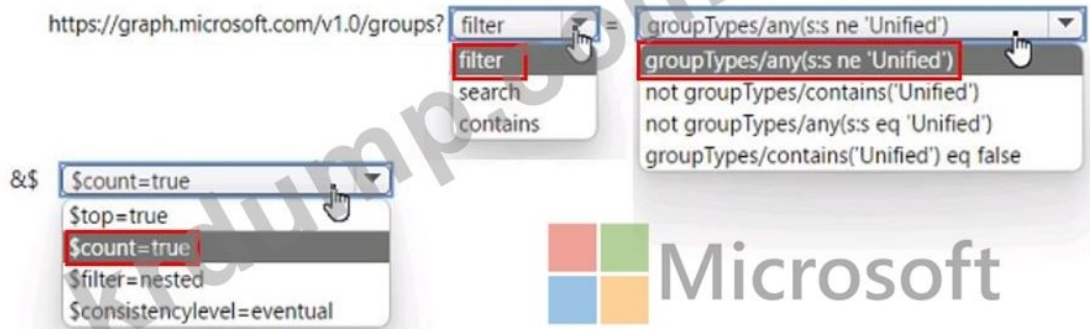 https://graph.microsoft.com/v1.0/groups? filter = groupTypes/any(s:s ne 'Unified')
filter
search
contains
groupTypes/any(s:s ne 'Unified')
not groupTypes/contains('Unified')
not groupTypes/any(s:s eq 'Unified')
groupTypes/contains('Unified') eq false
&$ $count=true
$top=true
$count=true
$filter=nested
$consistencylevel=eventual
Microsoft